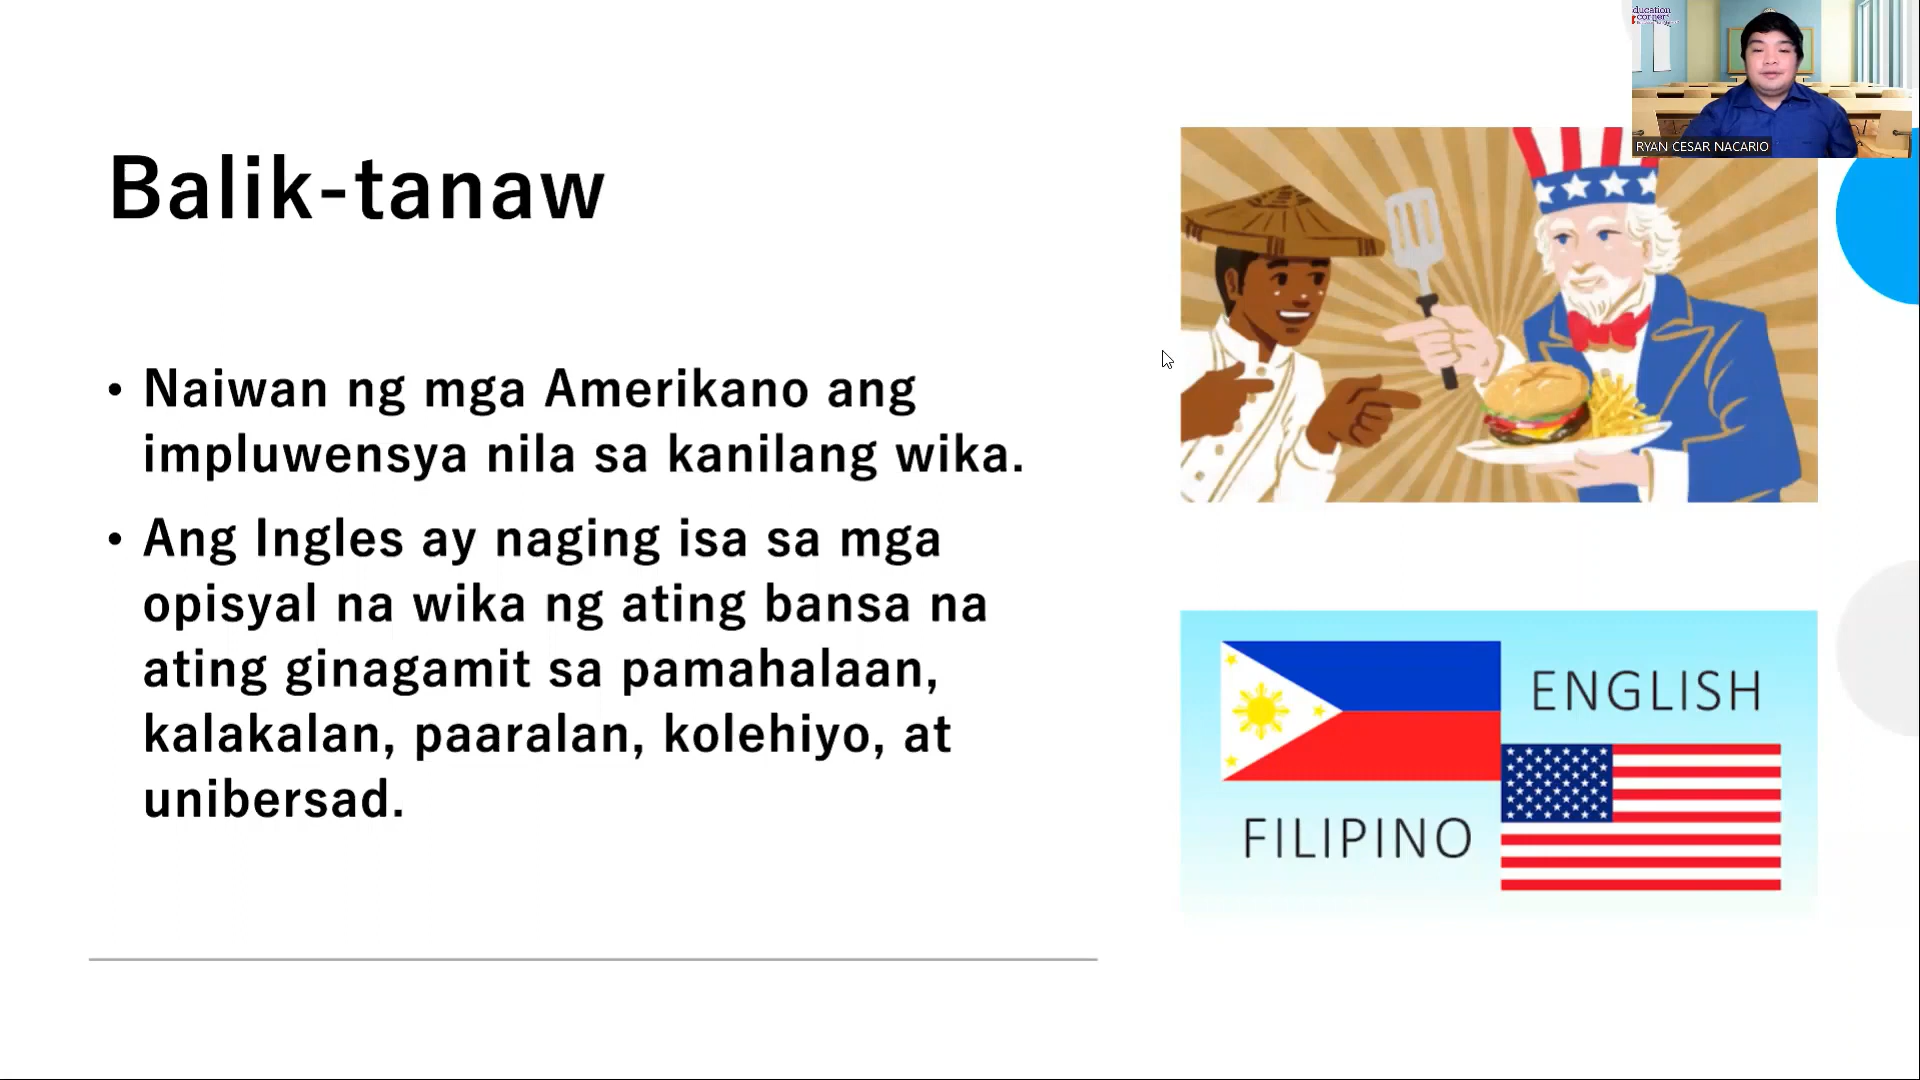 Balik-tanaw
• Naiwan ng mga Amerikano ang
impluwensya nila sa kanilang wika.
• Ang Ingles ay naging isa sa mga
opisyal na wika ng ating bansa na
ating ginagamit sa pamahalaan,
kalakalan, paaralan, kolehiyo, at
unibersad.
ducation
corner
RYAN CESAR NACARIO
ENGLISH
FILIPINO